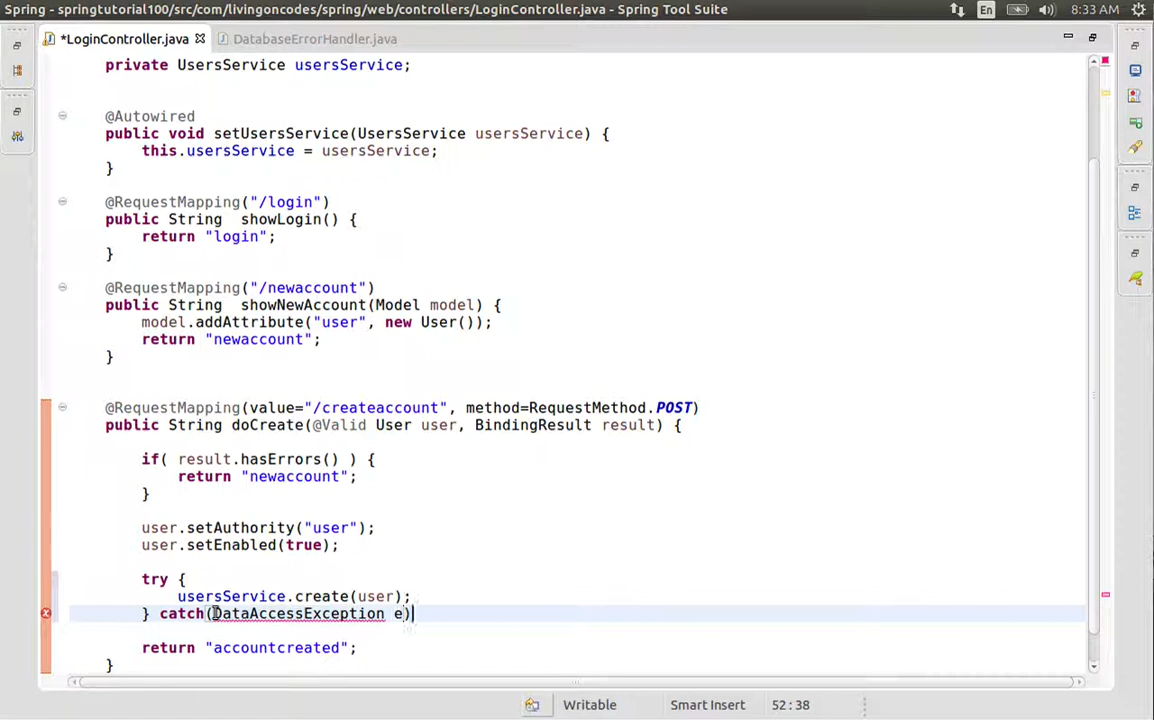 Spring - springtutorial100/src/com/livingoncodes/spring/web/controllers/LoginController.java - Spring Tool Suite
En
8:33 AM
*LoginController.java
DatabaseErrorHandler.java
private UsersService usersService;
@Autowired
public void setUsersService(UsersService usersService) {
this.usersService = usersService;
}
@RequestMapping("/login")
public String  showLogin() {
return "login";
}
@RequestMapping("/newaccount")
public String  showNewAccount(Model model) {
model.addAttribute("user", new User());
return "newaccount";
}
@RequestMapping(value="/createaccount", method=RequestMethod.POST)
public String doCreate(@Valid User user, BindingResult result) {
if( result.hasErrors() ) {
return "newaccount";
}
user.setAuthority("user");
user.setEnabled(true);
try {
usersService.create(user);
} catch(DataAccessException e)
return "accountcreated";
}
Writable
Smart Insert
52:38